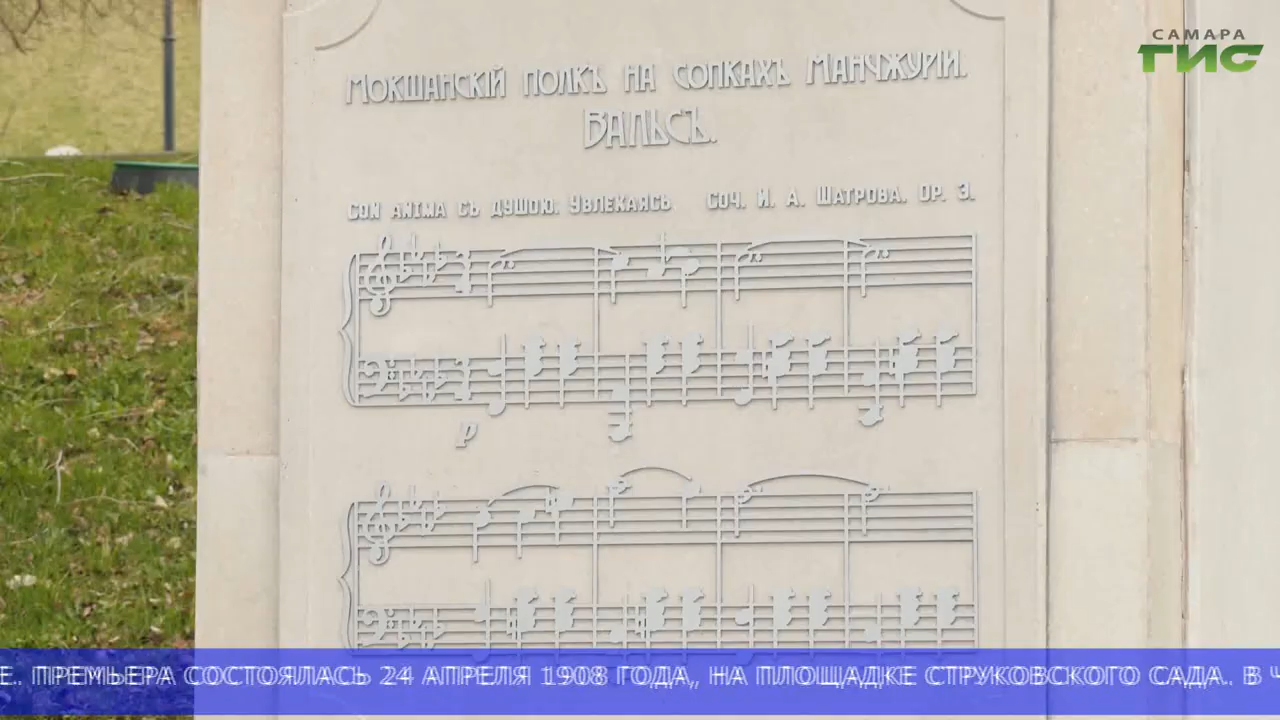 САМАРА
ГИС
МОКШАНСКІЙ ПОЛКЪ НА СОПКАХЪ МАНЧЖУРІИ.
ВАЛЬСЪ.
CON ANIMA СЪ ДУШОЮ. УВЛЕКАЯСЬ. СОЧ. И. А. ШАТРОВА. OP. 3.
p
Е.. ПРЕМЬЕРА СОСТОЯЛАСЬ 24 АПРЕЛЯ 1908 ГОДА,, НА ПЛОЩАДКЕ СТРУКОВСКОГО САДА.. В Ч